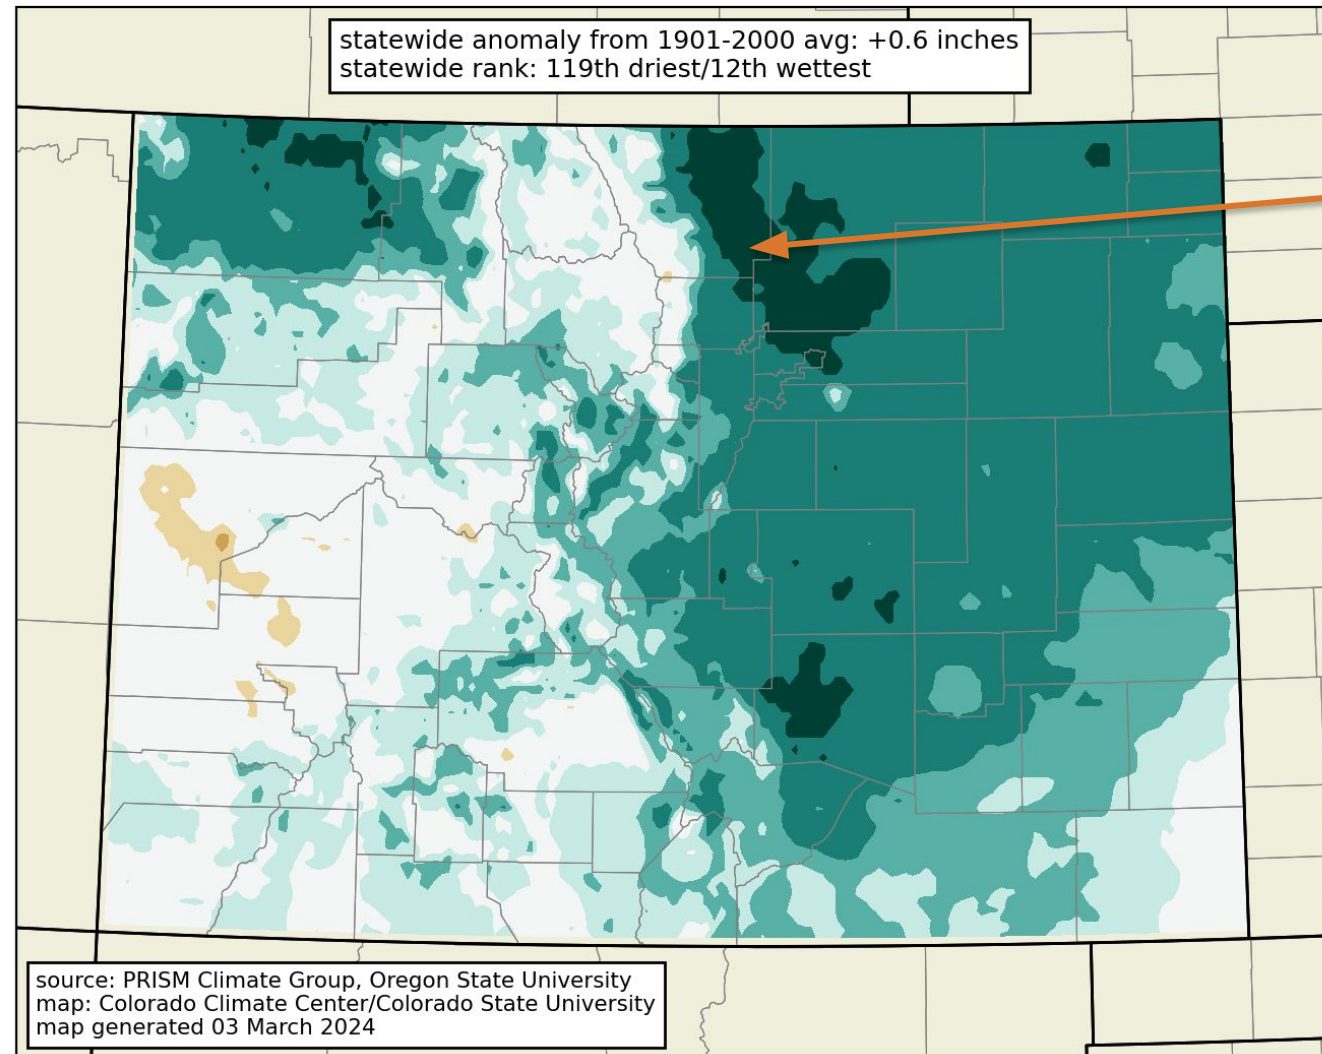 statewide anomaly from 1901-2000 avg: +0.6 inches
statewide rank: 119th driest/12th wettest
source: PRISM Climate Group, Oregon State University
map: Colorado Climate Center/Colorado State University
map generated 03 March 2024